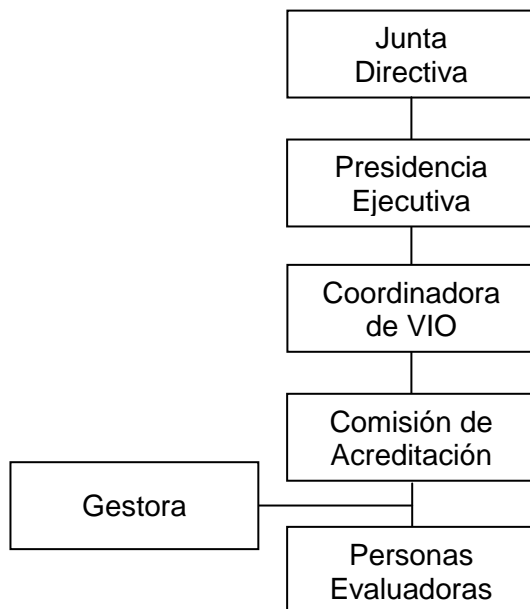 Junta
Directiva
Presidencia
Ejecutiva
Coordinadora
de VIO
Comisión de
Acreditación
Gestora
Personas
Evaluadoras